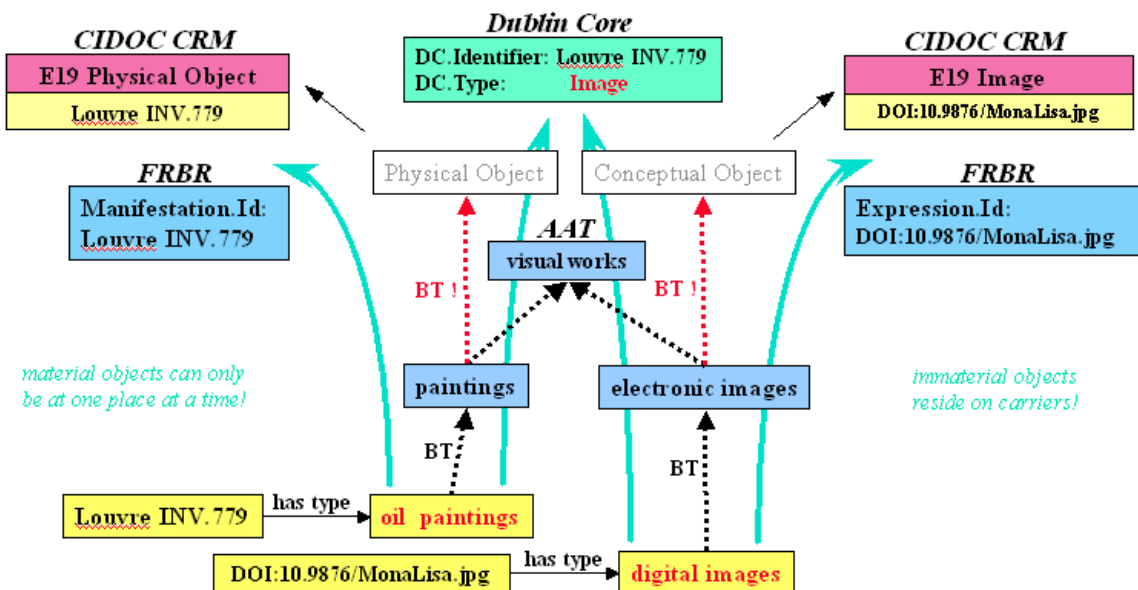 Dublin Core
DC.Identifier: Louvre INV.779
DC.Type: Image
CIDOC CRM
E19 Physical Object
Louvre INV.779
CIDOC CRM
E19 Image
DOI:10.9876/MonaLisa.jpg
Physical Object
Conceptual Object
FRBR
Manifestation.Id:
Louvre INV.779
FRBR
Expression.Id:
DOI:10.9876/MonaLisa.jpg
AAT
visual works
BT !
BT !
paintings
electronic images
material objects can only
be at one place at a time!
immaterial objects
reside on carriers!
BT
BT
Louvre INV.779
has type
oil paintings
DOI:10.9876/MonaLisa.jpg
has type
digital images